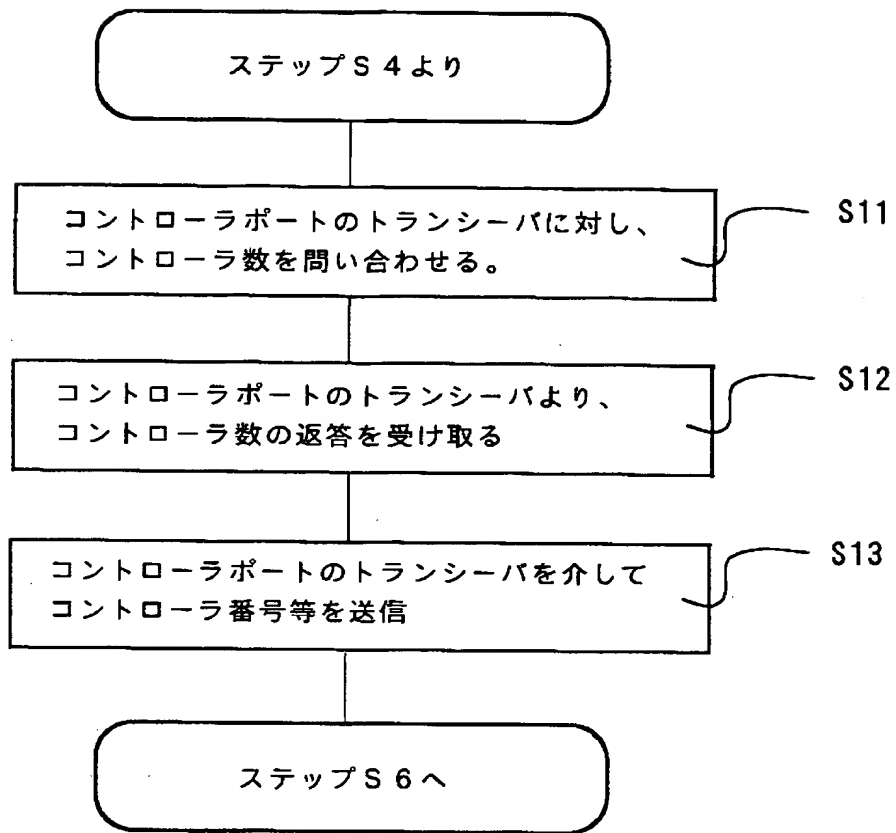 ステップS4より
コントローラポートのトランシーバに対し、
コントローラ数を問い合わせる。
S11
コントローラポートのトランシーバより、
コントローラ数の返答を受け取る
S12
コントローラポートのトランシーバを介して
コントローラ番号等を送信
S13
ステップS6へ